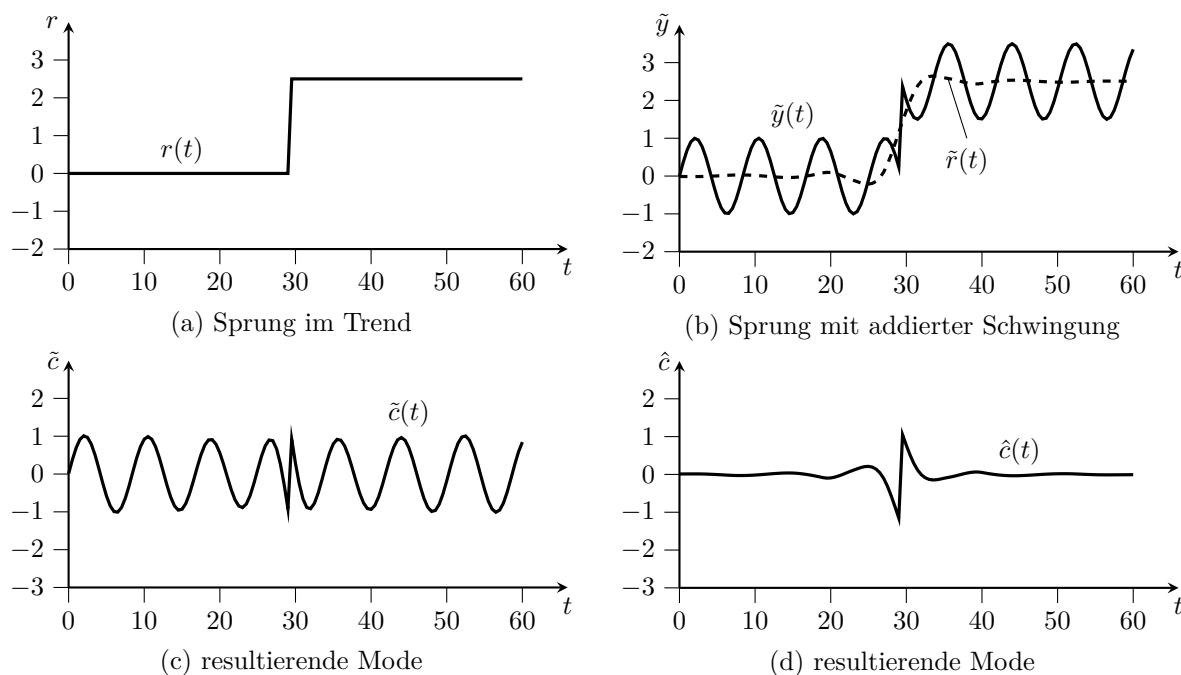 r
3
2
1
0
−1
−2
r(t)
0 10 20 30 40 50 60 t
(a) Sprung im Trend
ỹ
3
2
1
0
−1
−2
ỹ(t)
r̃(t)
0 10 20 30 40 50 60 t
(b) Sprung mit addierter Schwingung
c̃
2
1
0
−1
−2
−3
c̃(t)
0 10 20 30 40 50 60 t
(c) resultierende Mode
ĉ
2
1
0
−1
−2
−3
ĉ(t)
0 10 20 30 40 50 60 t
(d) resultierende Mode